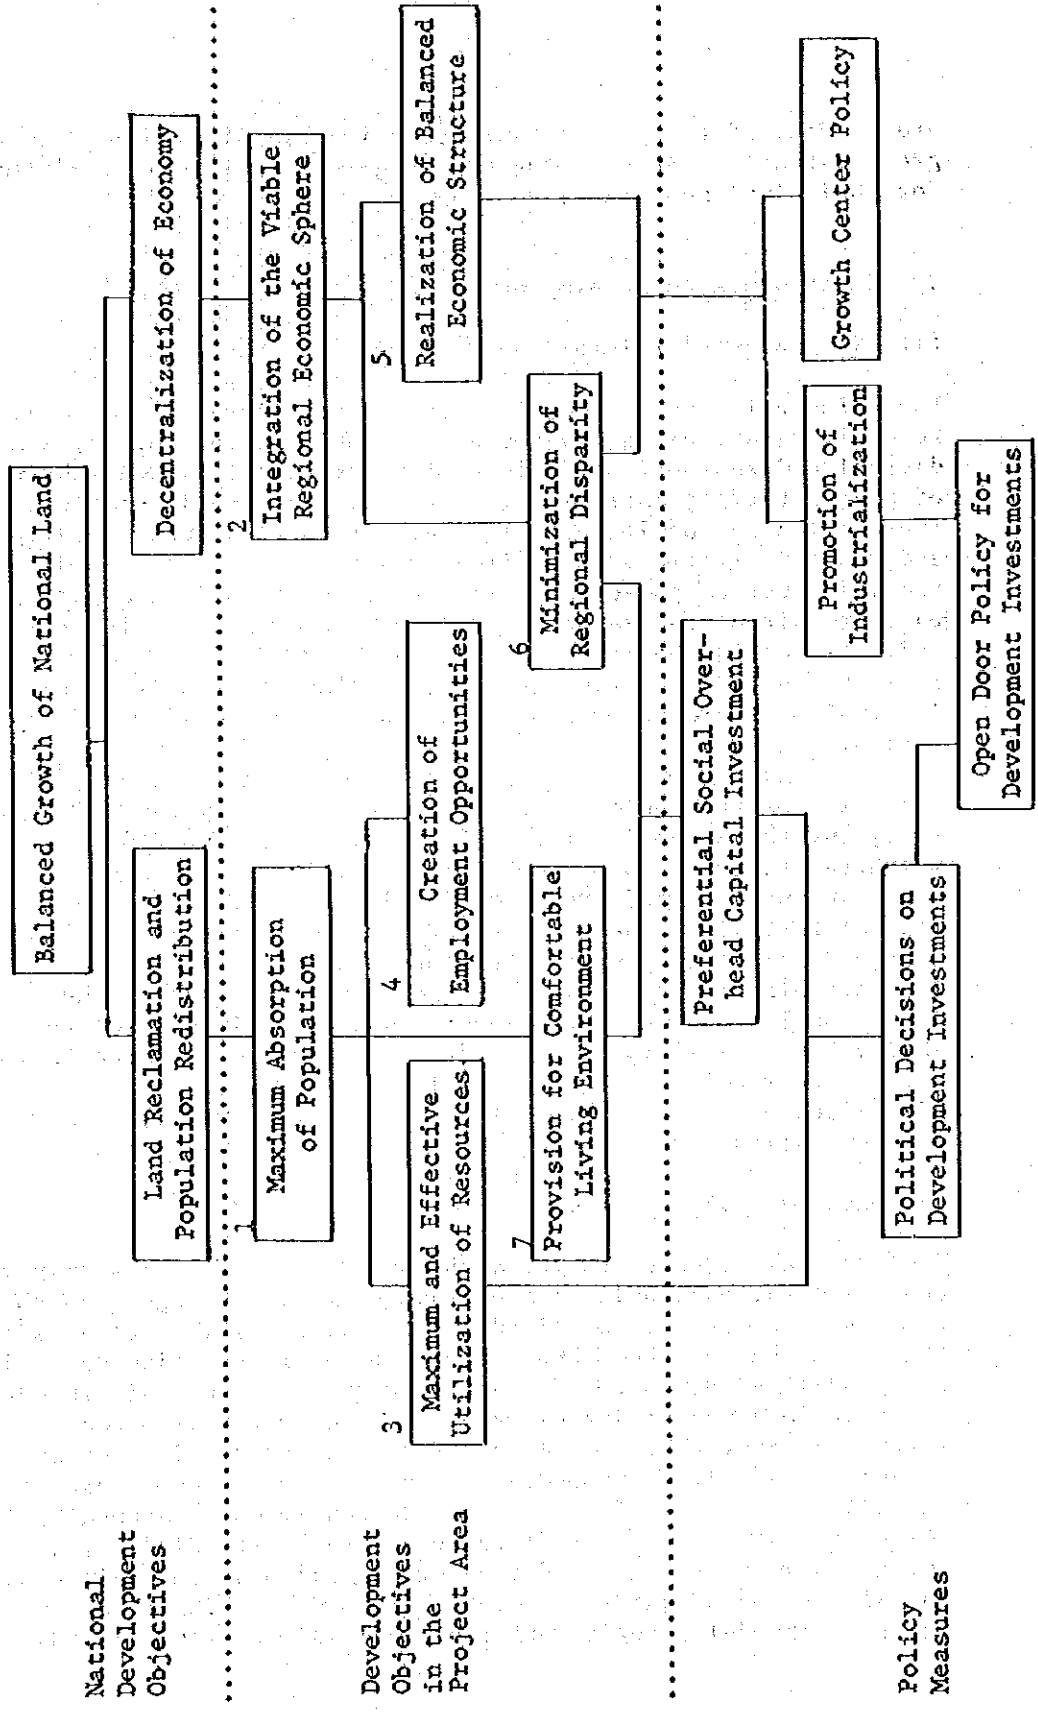 National
Development
Objectives
Balanced Growth of National Land
Land Reclamation and
Population Redistribution
Decentralization of Economy
Development
Objectives
in the
Project Area
1
Maximum Absorption
of Population
2
Integration of the Viable
Regional Economic Sphere
3
Maximum and Effective
Utilization of Resources
4
Creation of
Employment Opportunities
5
Realization of Balanced
Economic Structure
7
Provision for Comfortable
Living Environment
6
Minimization of
Regional Disparity
Policy
Measures
Preferential Social Over-
head Capital Investment
Promotion of
Industrialization
Growth Center Policy
Political Decisions on
Development Investments
Open Door Policy for
Development Investments